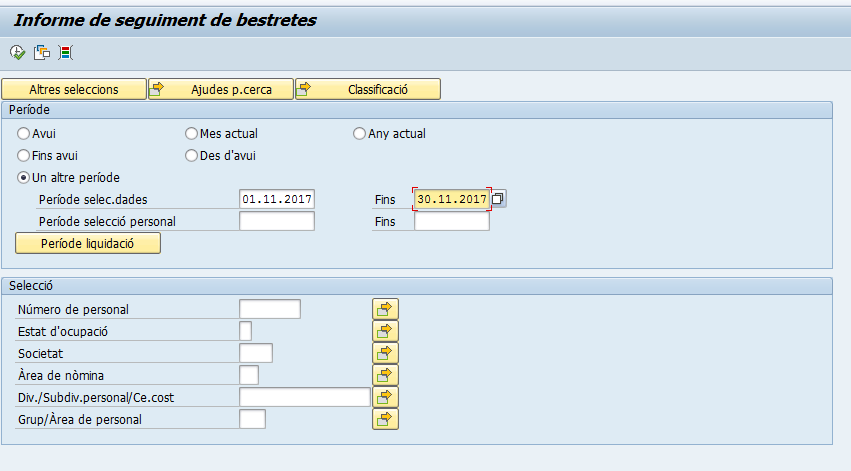 Informe de seguiment de bestretes
Altres seleccions Ajudes p.cerca Classificació
Període
Avui Mes actual Any actual
Fins avui Des d'avui
Un altre període
Període selec.dades 01.11.2017 Fins 30.11.2017
Període selecció personal Fins
Període liquidació
Selecció
Número de personal
Estat d'ocupació
Societat
Àrea de nòmina
Div./Subdiv.personal/Ce.cost
Grup/Àrea de personal